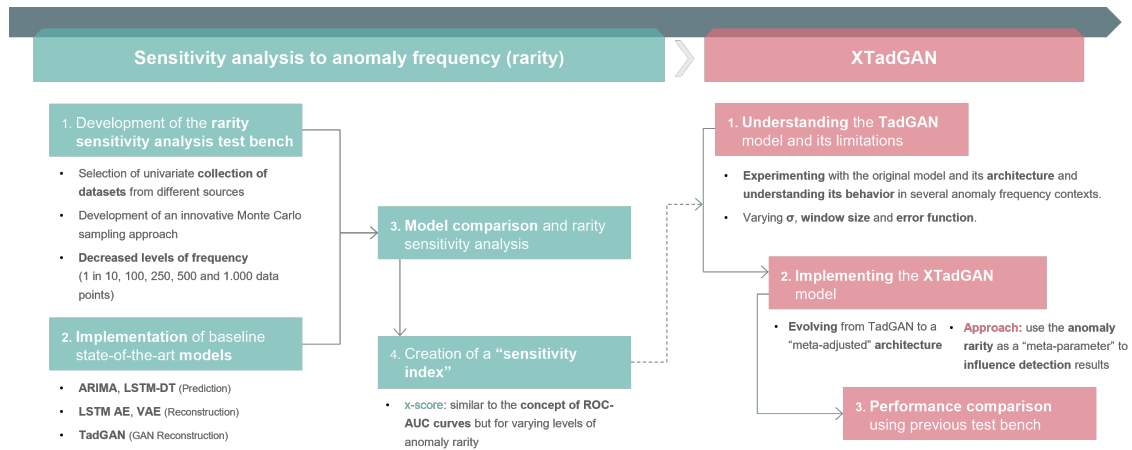 Sensitivity analysis to anomaly frequency (rarity)
XTadGAN
1. Development of the rarity
sensitivity analysis test bench
• Selection of univariate collection of
datasets from different sources
• Development of an innovative Monte Carlo
sampling approach
• Decreased levels of frequency
(1 in 10, 100, 250, 500 and 1.000 data
points)
2. Implementation of baseline
state-of-the-art models
• ARIMA, LSTM-DT (Prediction)
• LSTM AE, VAE (Reconstruction)
• TadGAN (GAN Reconstruction)
3. Model comparison and rarity
sensitivity analysis
4. Creation of a “sensitivity
index”
• x-score: similar to the concept of ROC-
AUC curves but for varying levels of
anomaly rarity
1. Understanding the TadGAN
model and its limitations
• Experimenting with the original model and its architecture and
understanding its behavior in several anomaly frequency contexts.
• Varying σ, window size and error function.
2. Implementing the XTadGAN
model
• Evolving from TadGAN to a
“meta-adjusted” architecture
• Approach: use the anomaly
rarity as a “meta-parameter” to
influence detection results
3. Performance comparison
using previous test bench